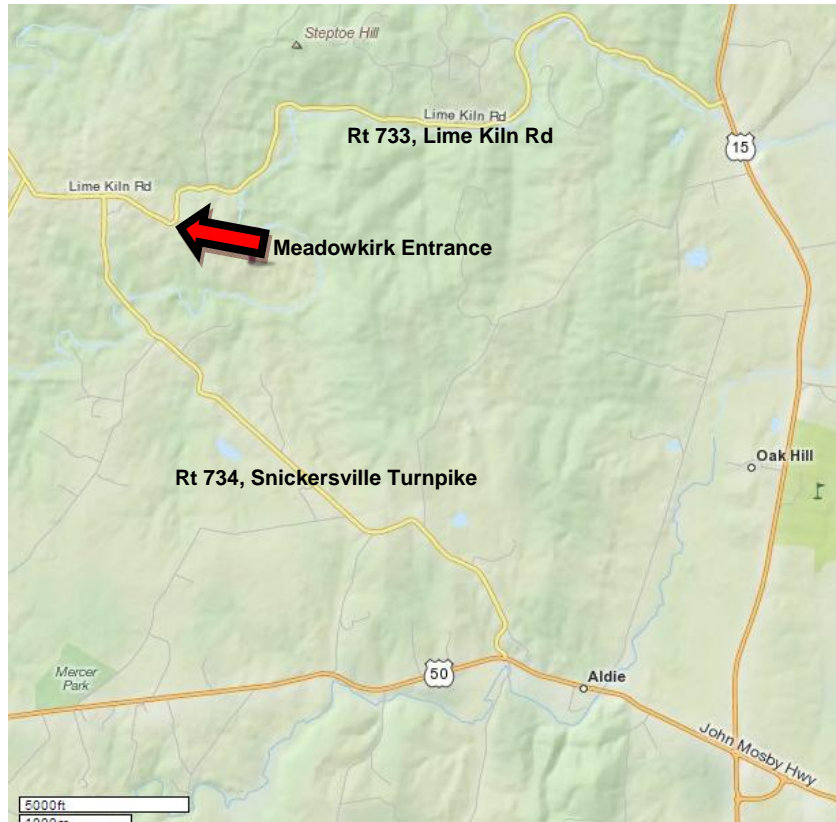 Steptoe Hill
Lime Kiln Rd
Rt 733, Lime Kiln Rd
15
Lime Kiln Rd
Meadowkirk Entrance
Oak Hill
Rt 734, Snickersville Turnpike
Mercer
Park
50
Aldie
John Mosby Hwy
5000ft